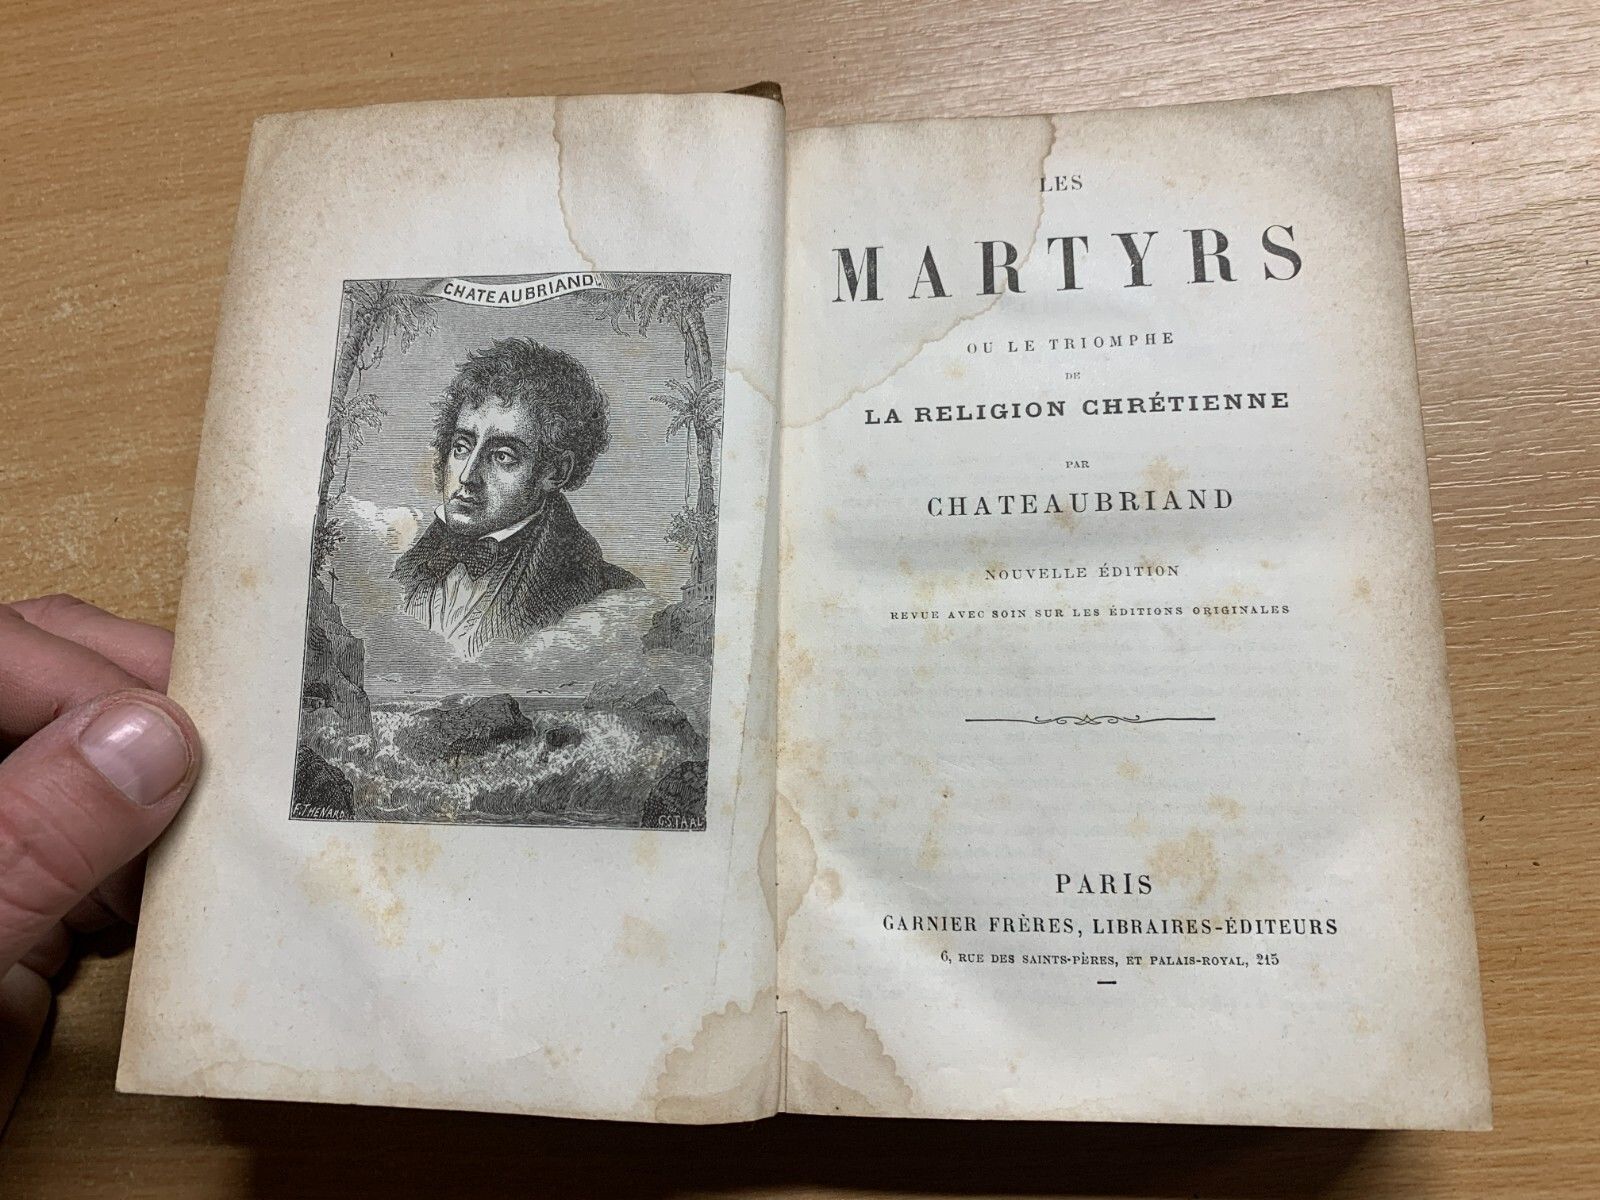 CHATEAUBRIAND
F. THENARD
G. STAAL
LES
MARTYRS
OU LE TRIOMPHE
DE
LA RELIGION CHRÉTIENNE
PAR
CHATEAUBRIAND
NOUVELLE ÉDITION
REVUE AVEC SOIN SUR LES ÉDITIONS ORIGINALES
PARIS
GARNIER FRÈRES, LIBRAIRES-ÉDITEURS
6, RUE DES SAINTS-PÈRES, ET PALAIS-ROYAL, 215